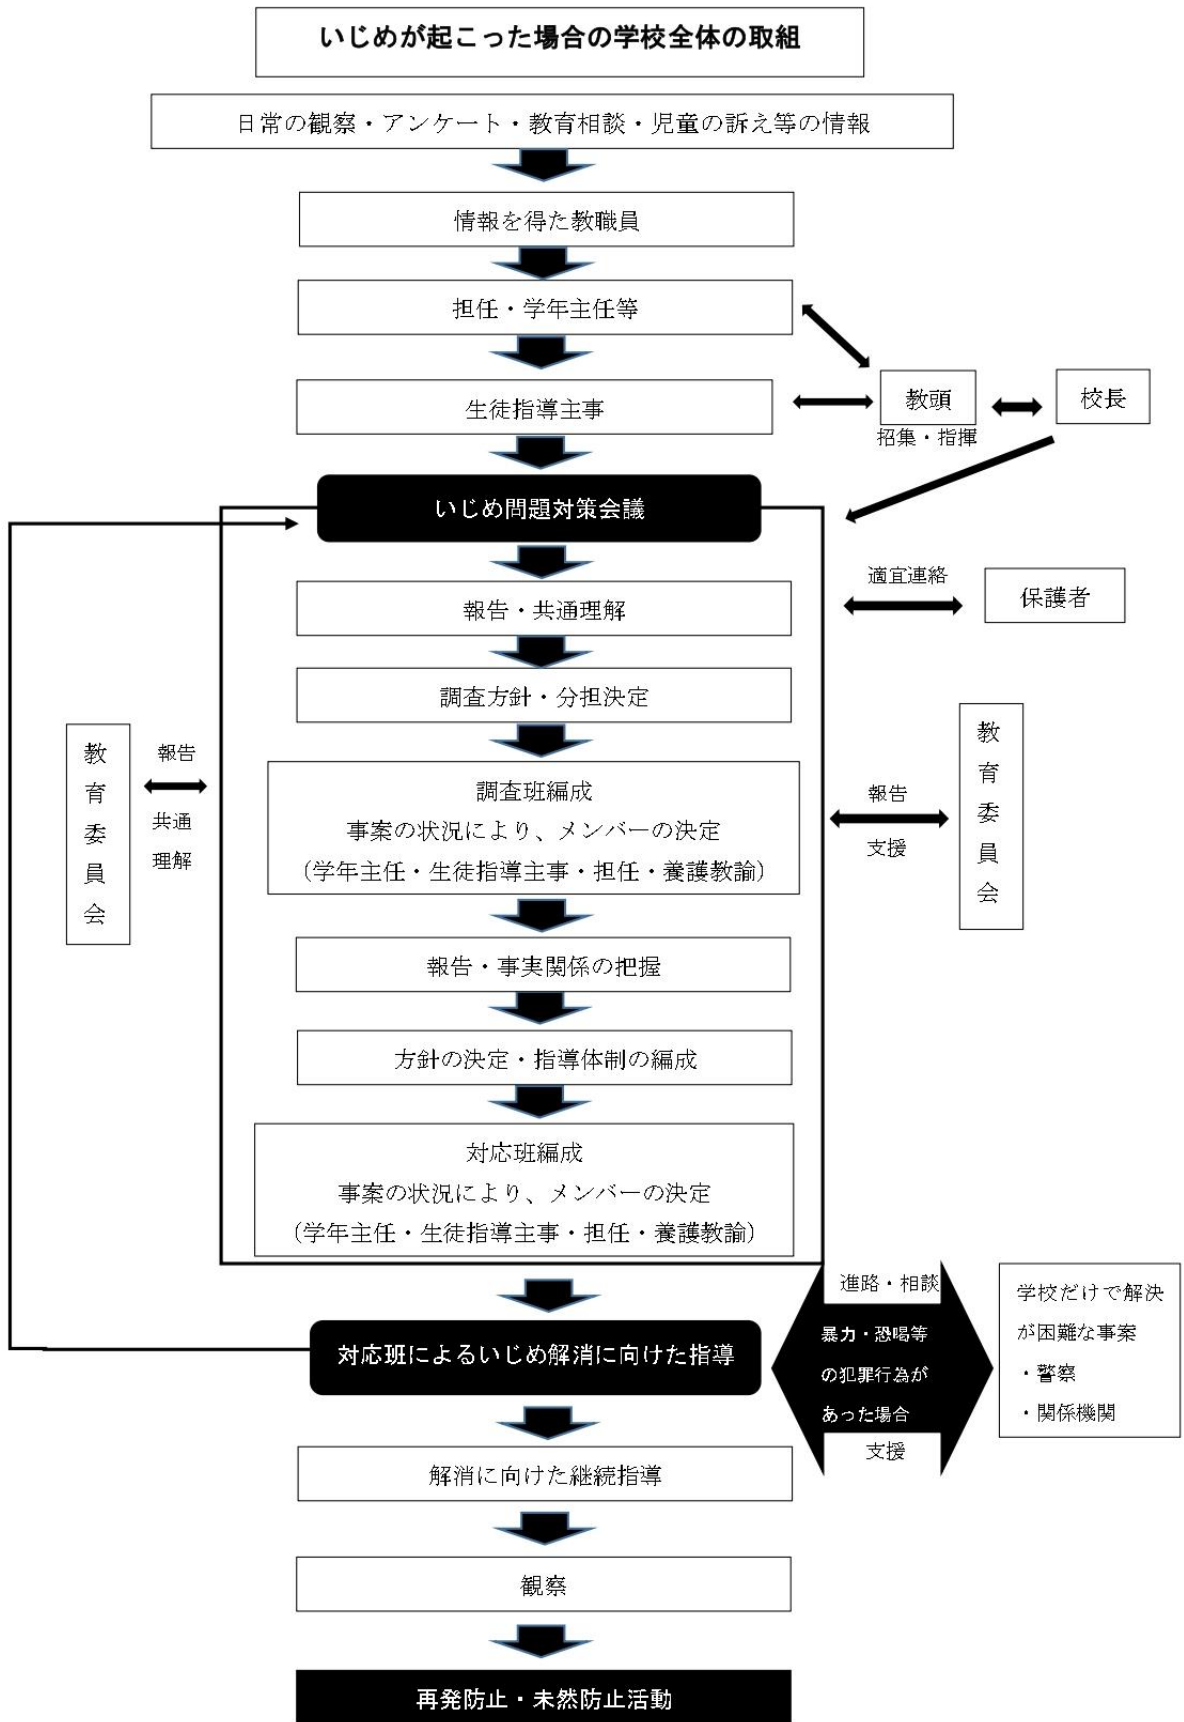 いじめが起こった場合の学校全体の取組
日常の観察・アンケート・教育相談・児童の訴え等の情報
情報を得た教職員
担任・学年主任等
生徒指導主事
教頭
招集・指揮
校長
いじめ問題対策会議
報告・共通理解
適宜連絡
保護者
調査方針・分担決定
調査班編成
事案の状況により、メンバーの決定
（学年主任・生徒指導主事・担任・養護教諭）
教育委員会
報告
共通
理解
報告
支援
教育委員会
報告・事実関係の把握
方針の決定・指導体制の編成
対応班編成
事案の状況により、メンバーの決定
（学年主任・生徒指導主事・担任・養護教諭）
対応班によるいじめ解消に向けた指導
進路・相談
暴力・恐喝等
の犯罪行為が
あった場合
支援
学校だけで解決
が困難な事案
・警察
・関係機関
解消に向けた継続指導
観察
再発防止・未然防止活動